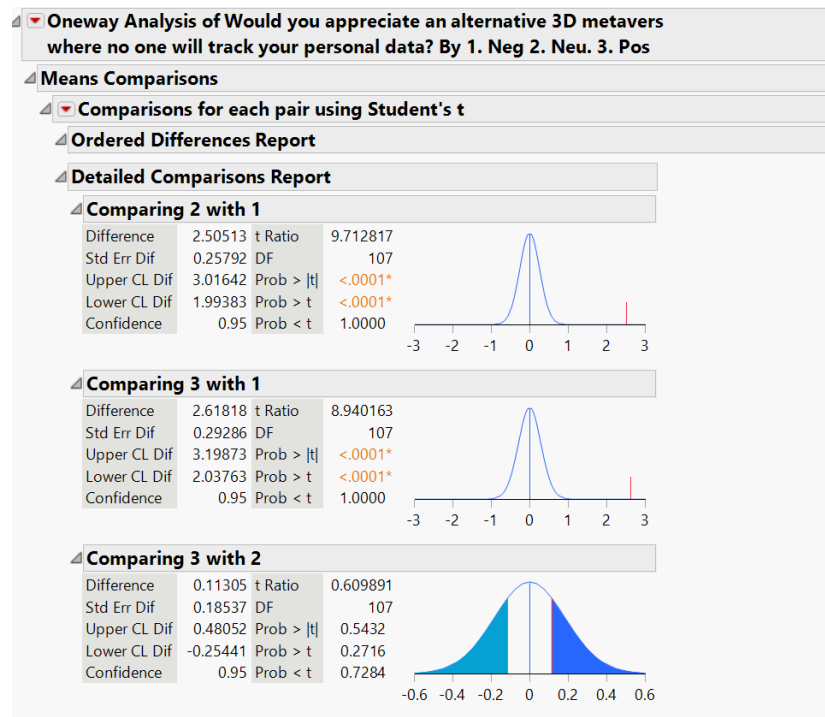 Oneway Analysis of Would you appreciate an alternative 3D metavers
where no one will track your personal data? By 1. Neg 2. Neu. 3. Pos
Means Comparisons
Comparisons for each pair using Student's t
Ordered Differences Report
Detailed Comparisons Report
Comparing 2 with 1
Difference 2.50513 t Ratio 9.712817
Std Err Dif 0.25792 DF 107
Upper CL Dif 3.01642 Prob > |t| <.0001*
Lower CL Dif 1.99383 Prob > t <.0001*
Confidence 0.95 Prob < t 1.0000
-3 -2 -1 0 1 2 3
Comparing 3 with 1
Difference 2.61818 t Ratio 8.940163
Std Err Dif 0.29286 DF 107
Upper CL Dif 3.19873 Prob > |t| <.0001*
Lower CL Dif 2.03763 Prob > t <.0001*
Confidence 0.95 Prob < t 1.0000
-3 -2 -1 0 1 2 3
Comparing 3 with 2
Difference 0.11305 t Ratio 0.609891
Std Err Dif 0.18537 DF 107
Upper CL Dif 0.48052 Prob > |t| 0.5432
Lower CL Dif -0.25441 Prob > t 0.2716
Confidence 0.95 Prob < t 0.7284
-0.6 -0.4 -0.2 0 0.2 0.4 0.6